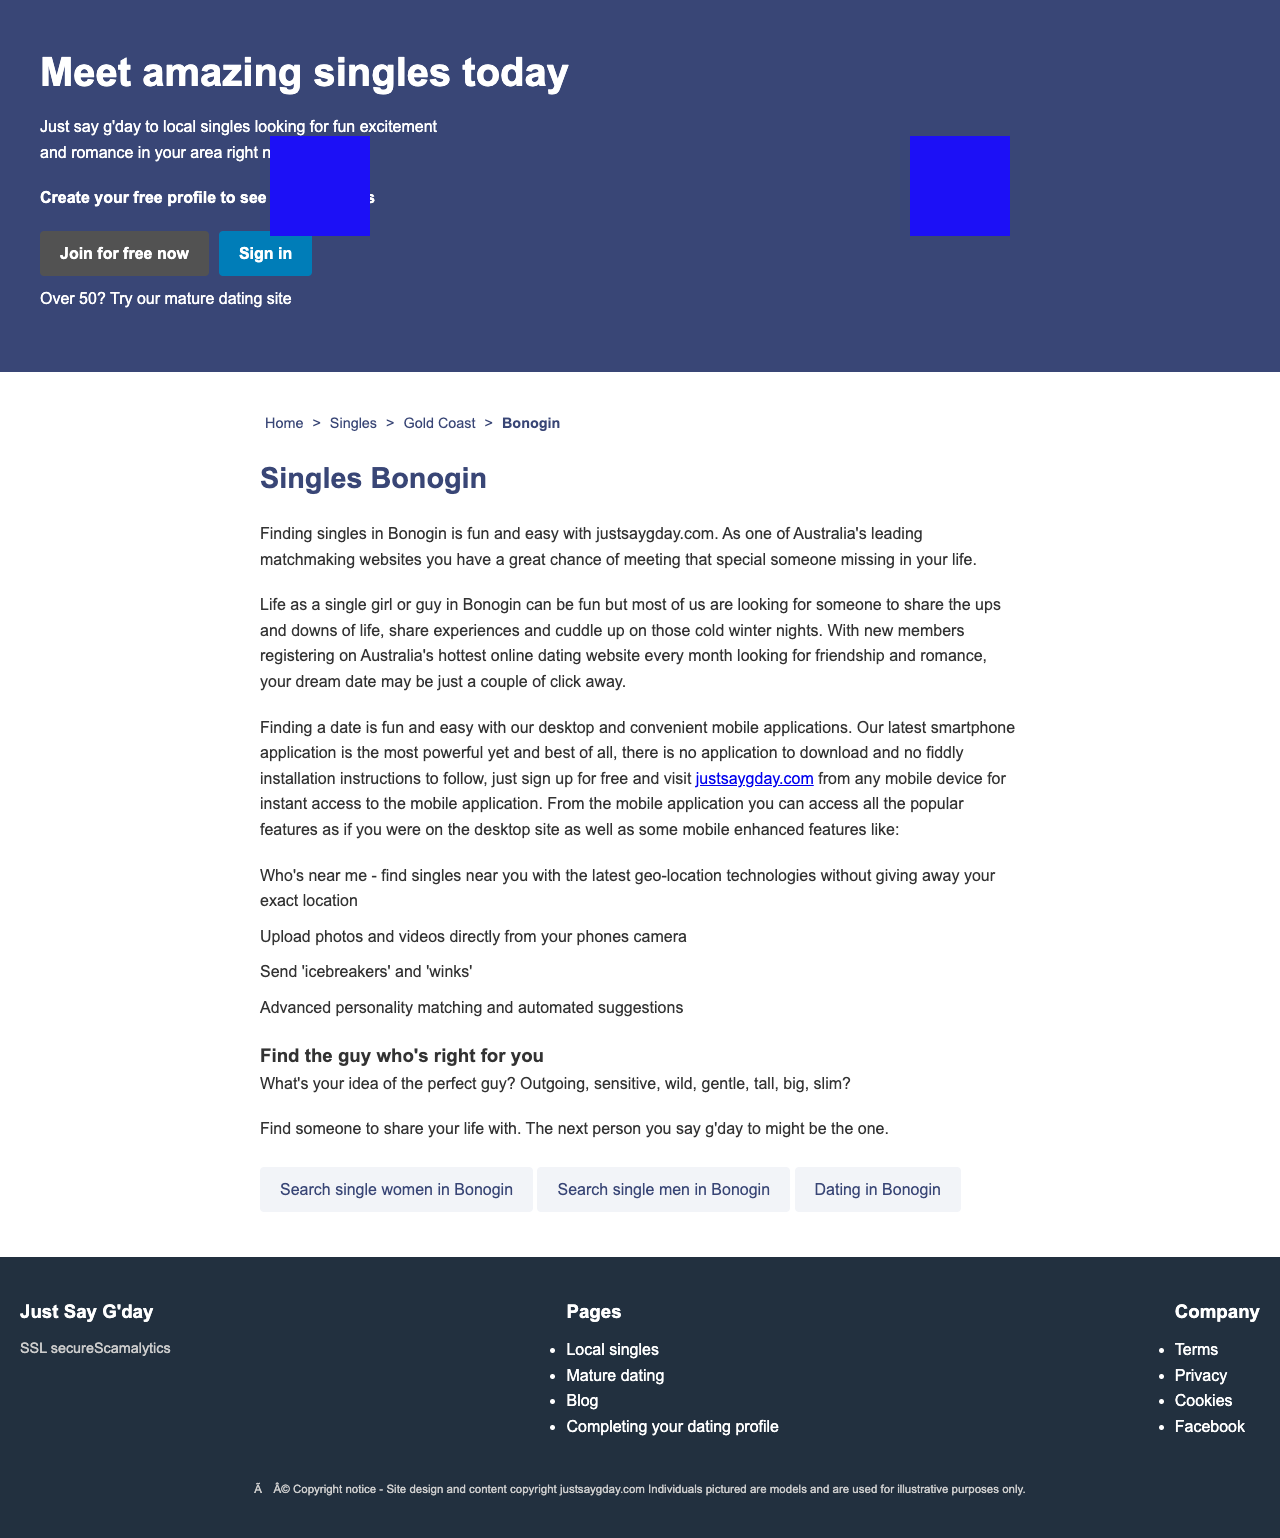 Meet amazing singles today
Just say g'day to local singles looking for fun excitement
and romance in your area right
Create your free profile to see
Join for free now
Sign in
Over 50? Try our mature dating site
Home > Singles > Gold Coast > Bonogin
Singles Bonogin
Finding singles in Bonogin is fun and easy with justsaygday.com. As one of Australia's leading
matchmaking websites you have a great chance of meeting that special someone missing in your life.
Life as a single girl or guy in Bonogin can be fun but most of us are looking for someone to share the ups
and downs of life, share experiences and cuddle up on those cold winter nights. With new members
registering on Australia's hottest online dating website every month looking for friendship and romance,
your dream date may be just a couple of click away.
Finding a date is fun and easy with our desktop and convenient mobile applications. Our latest smartphone
application is the most powerful yet and best of all, there is no application to download and no fiddly
installation instructions to follow, just sign up for free and visit justsaygday.com from any mobile device for
instant access to the mobile application. From the mobile application you can access all the popular
features as if you were on the desktop site as well as some mobile enhanced features like:
Who's near me - find singles near you with the latest geo-location technologies without giving away your
exact location
Upload photos and videos directly from your phones camera
Send 'icebreakers' and 'winks'
Advanced personality matching and automated suggestions
Find the guy who's right for you
What's your idea of the perfect guy? Outgoing, sensitive, wild, gentle, tall, big, slim?
Find someone to share your life with. The next person you say g'day to might be the one.
Search single women in Bonogin
Search single men in Bonogin
Dating in Bonogin
Just Say G'day
SSL secureScamalytics
Pages
• Local singles
• Mature dating
• Blog
• Completing your dating profile
Company
• Terms
• Privacy
• Cookies
• Facebook
Ã Â© Copyright notice - Site design and content copyright justsaygday.com Individuals pictured are models and are used for illustrative purposes only.